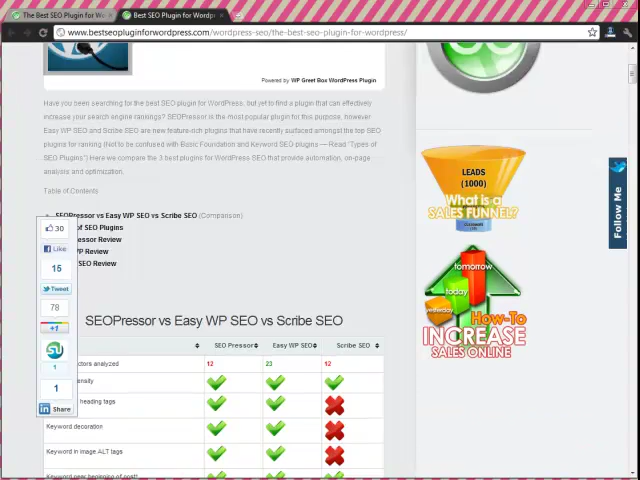 The Best SEO Plugin for W
Best SEO Plugin for Wordp
www.bestseopluginforwordpress.com/wordpress-seo/the-best-seo-plugin-for-wordpress/
Powered by WP Greet Box WordPress Plugin
Have you been searching for the best SEO plugin for WordPress, but yet to find a plugin that can effectively
increase your search engine rankings? SEOPressor is the most popular plugin for this purpose, however
Easy WP SEO and Scribe SEO are new feature-rich plugins that have recently surfaced amongst the top SEO
plugins for ranking (Not to be confused with Basic Foundation and Keyword SEO plugins — Read 'Types of
SEO Plugins'") Here we compare the 3 best plugins for WordPress SEO that provide automation, on-page
analysis and optimization.
Table of Contents
SEOPressor vs Easy WP SEO vs Scribe SEO (Comparison)
of SEO Plugins
ressor Review
P Review
SEO Review
30
Like
15
Tweet
78
+1
1
1
Share
SEOPressor vs Easy WP SEO vs Scribe SEO
SEO Pressor
Easy WP SEO
Scribe SEO
ctors analyzed
12
23
12
ensity
heading tags
Keyword decoration
Keyword in image ALT tags
LEADS
(1000)
What is a
SALES FUNNEL?
tomorrow
today
yesterday
How-To
INCREASE
SALES ONLINE
Follow Me